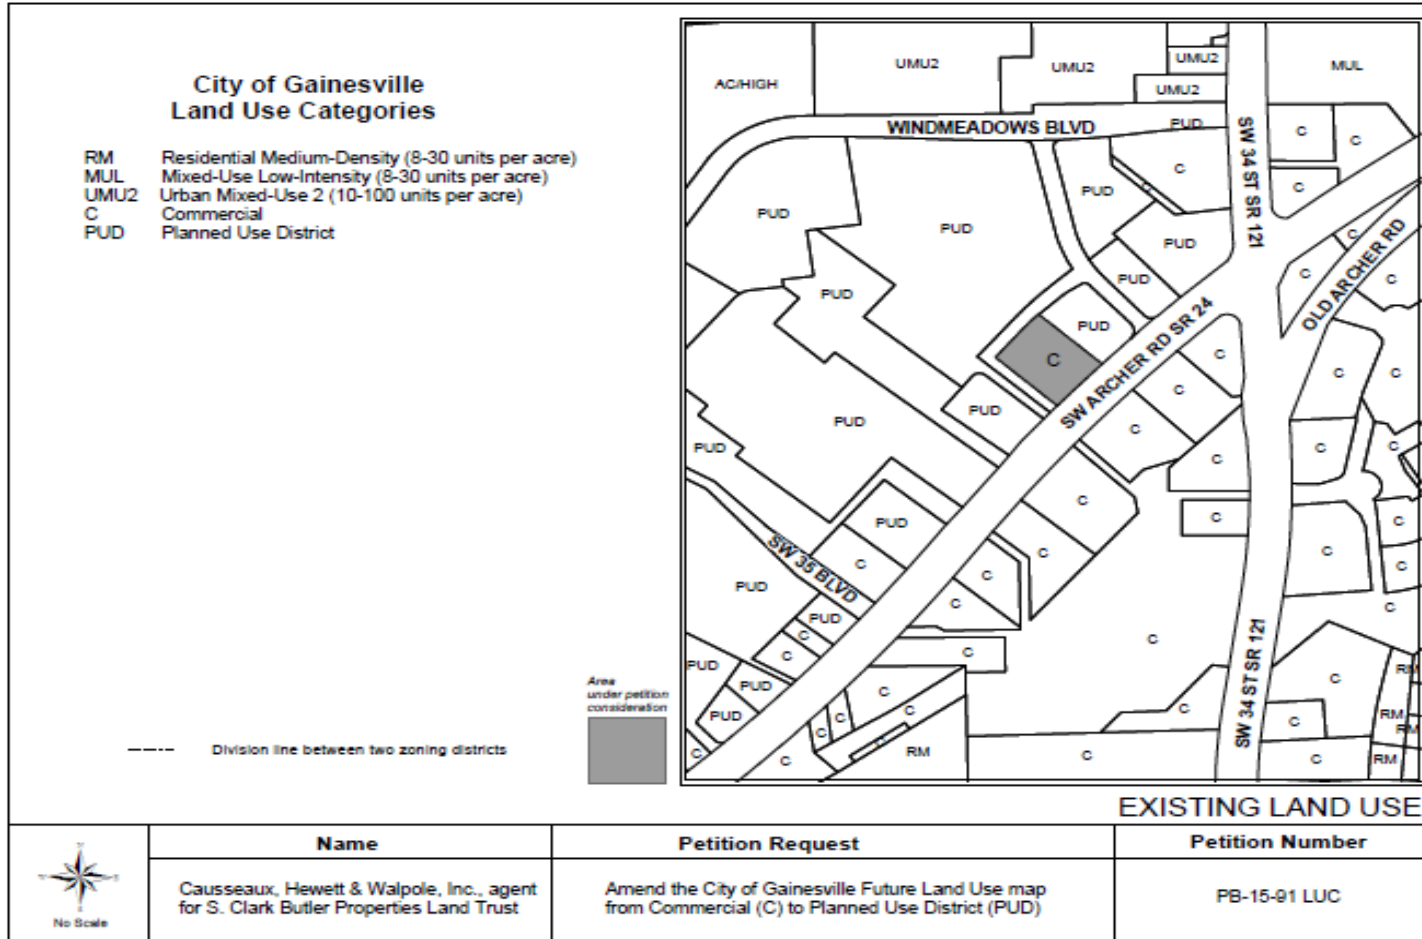 City of Gainesville
Land Use Categories
RM Residential Medium-Density (8-30 units per acre)
MUL Mixed-Use Low-Intensity (8-30 units per acre)
UMU2 Urban Mixed-Use 2 (10-100 units per acre)
C Commercial
PUD Planned Use District
Area
under petition
consideration
Division line between two zoning districts
AC/HIGH
UMU2
UMU2
UMU2
UMU2
MUL
WINDMEADOWS BLVD
PUD
SW 34 ST SR 121
C
C
C
C
C
PUD
PUD
PUD
PUD
PUD
C
C
C
OLD ARCHER RD
PUD
PUD
C
SW ARCHER RD SR 24
C
C
C
C
C
PUD
PUD
PUD
C
C
C
C
C
C
PUD
C
C
C
C
SW 35 BLVD
C
C
C
PUD
C
C
PUD
C
C
C
C
SW 34 ST SR 121
PUD
PUD
PUD
C
C
C
C
C
C
C
RM
RM
RM
RM
C
C
RM
C
C
EXISTING LAND USE
No Scale
Name
Petition Request
Petition Number
Causseaux, Hewett & Walpole, Inc., agent
for S. Clark Butler Properties Land Trust
Amend the City of Gainesville Future Land Use map
from Commercial (C) to Planned Use District (PUD)
PB-15-91 LUC